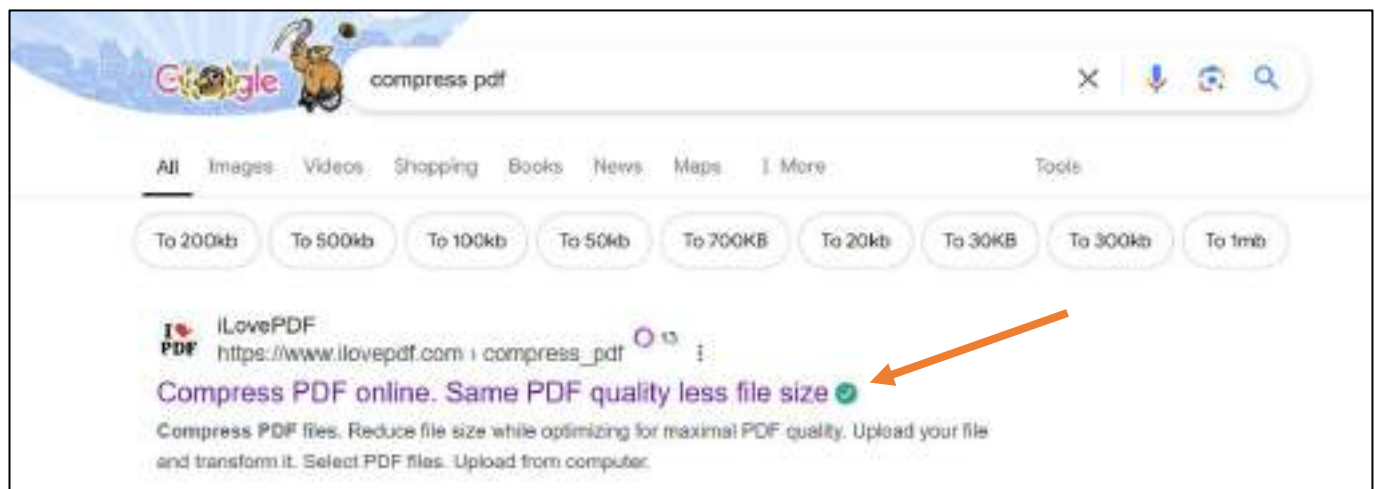 Google
compress pdf
All Images Videos Shopping Books News Maps More Tools
To 200kb To 500kb To 100kb To 50kb To 700KB To 20kb To 30KB To 300kb To 1mb
I PDF
iLovePDF
https://www.ilovepdf.com › compress_pdf 13
Compress PDF online. Same PDF quality less file size
Compress PDF files. Reduce file size while optimizing for maximal PDF quality. Upload your file
and transform it. Select PDF files. Upload from computer.